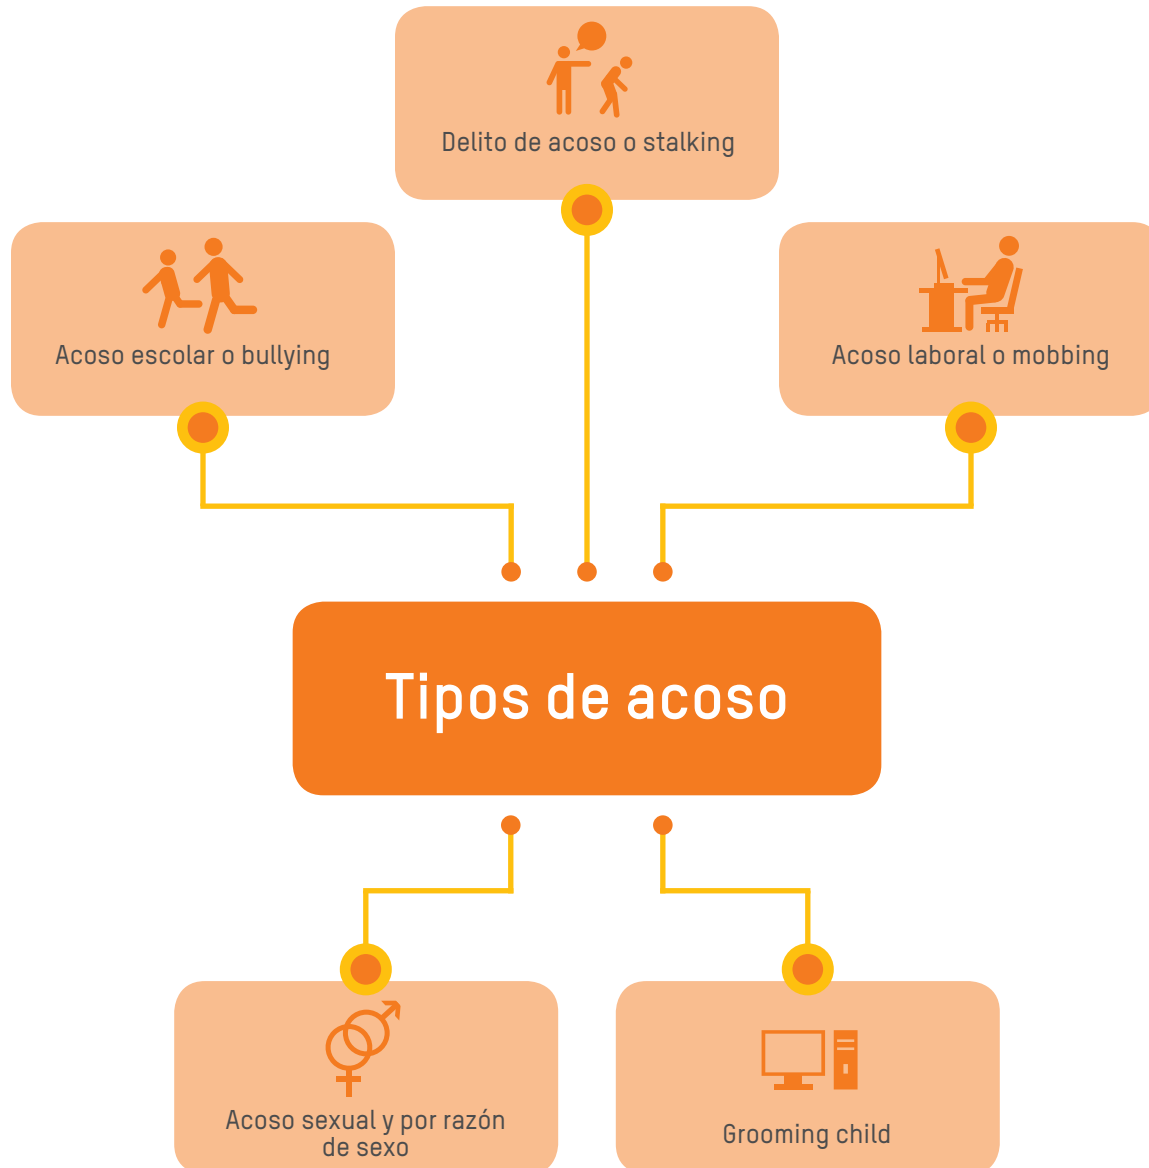 Delito de acoso o stalking
Acoso escolar o bullying
Acoso laboral o mobbing
Tipos de acoso
Acoso sexual y por razón
de sexo
Grooming child